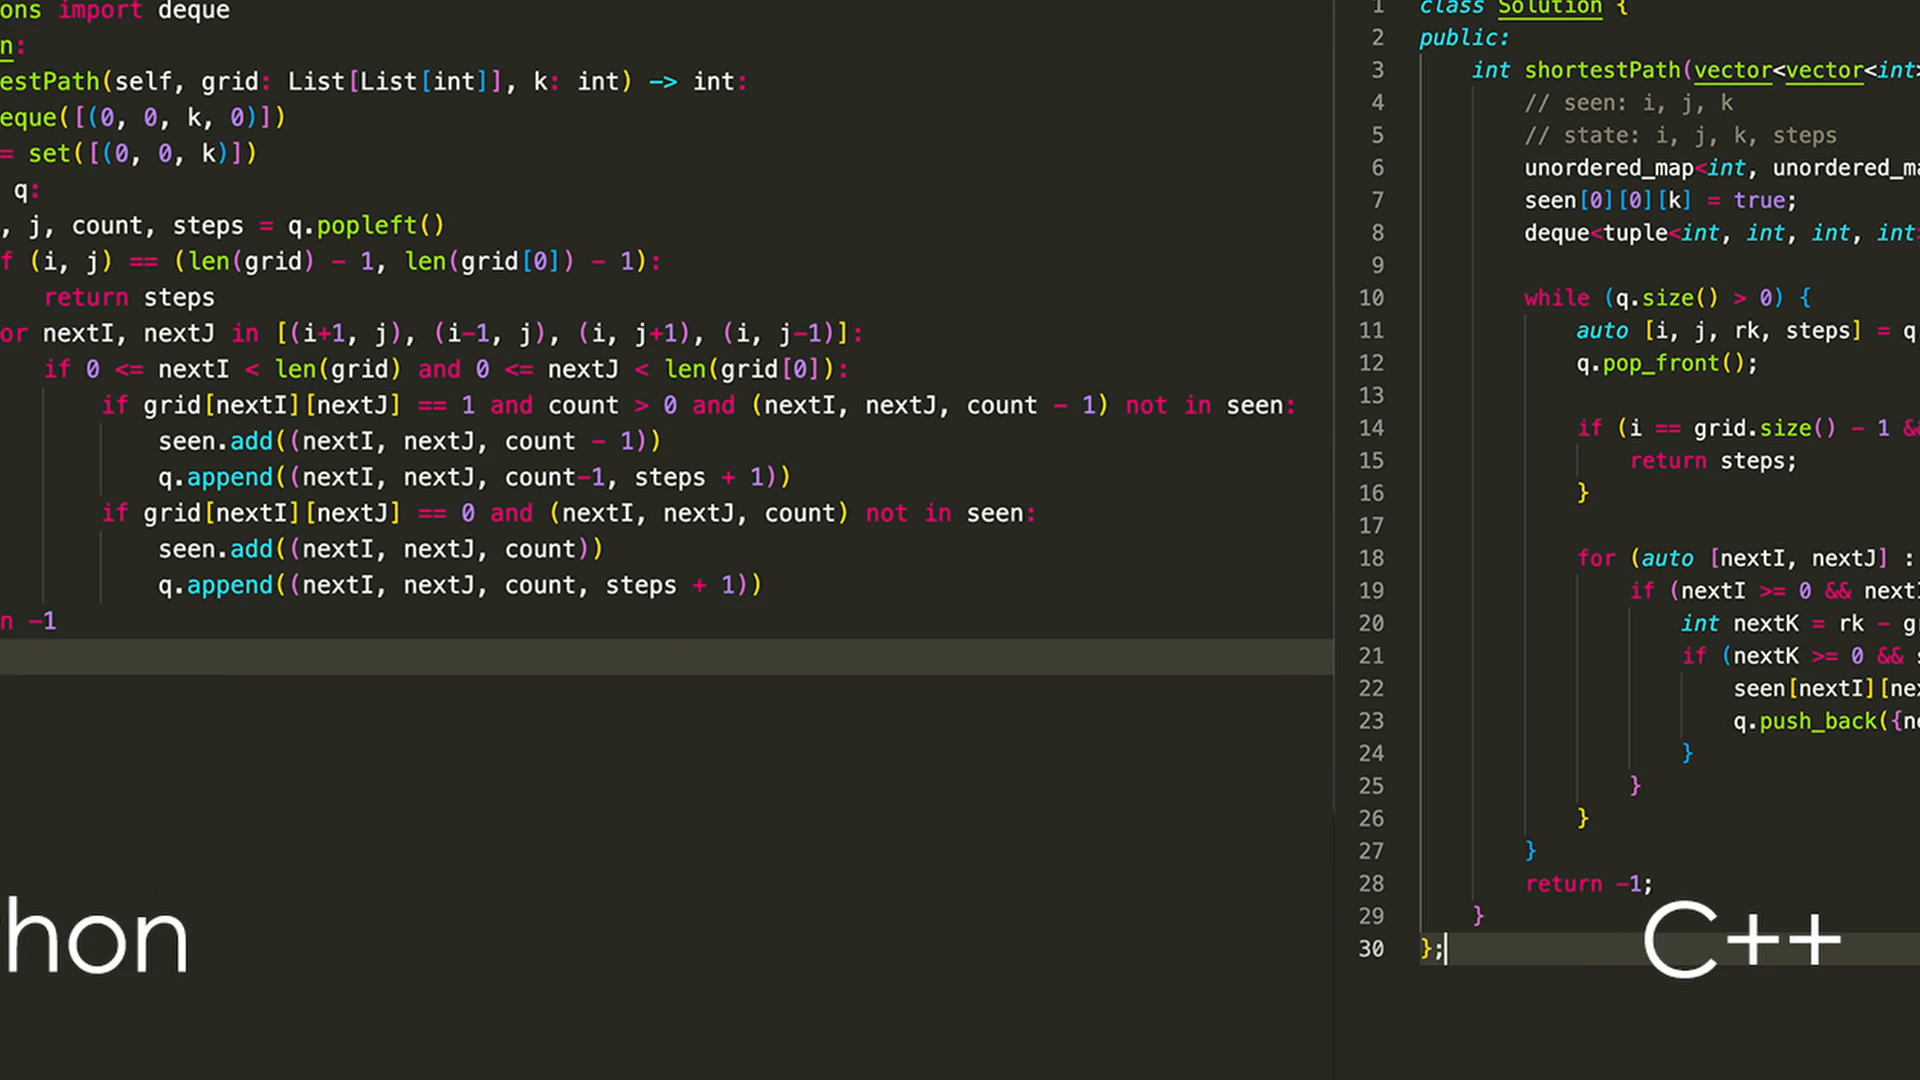 ons import deque
n:
estPath(self, grid: List[List[int]], k: int) -> int:
eque([(0, 0, k, 0)])
= set([(0, 0, k)])
q:
, j, count, steps = q.popleft()
f (i, j) == (len(grid) - 1, len(grid[0]) - 1):
return steps
or nextI, nextJ in [(i+1, j), (i-1, j), (i, j+1), (i, j-1)]:
if 0 <= nextI < len(grid) and 0 <= nextJ < len(grid[0]):
if grid[nextI][nextJ] == 1 and count > 0 and (nextI, nextJ, count - 1) not in seen:
seen.add((nextI, nextJ, count - 1))
q.append((nextI, nextJ, count-1, steps + 1))
if grid[nextI][nextJ] == 0 and (nextI, nextJ, count) not in seen:
seen.add((nextI, nextJ, count))
q.append((nextI, nextJ, count, steps + 1))
n -1
hon
1 class Solution {
2 public:
3 int shortestPath(vector<vector<int>
4 // seen: i, j, k
5 // state: i, j, k, steps
6 unordered_map<int, unordered_ma
7 seen[0][0][k] = true;
8 deque<tuple<int, int, int, int>
9
10 while (q.size() > 0) {
11 auto [i, j, rk, steps] = q
12 q.pop_front();
13
14 if (i == grid.size() - 1 &&
15 return steps;
16 }
17
18 for (auto [nextI, nextJ] :
19 if (nextI >= 0 && nextI
20 int nextK = rk - gr
21 if (nextK >= 0 && s
22 seen[nextI][nex
23 q.push_back({ne
24 }
25 }
26 }
27 }
28 return -1;
29 }
30 };
C++